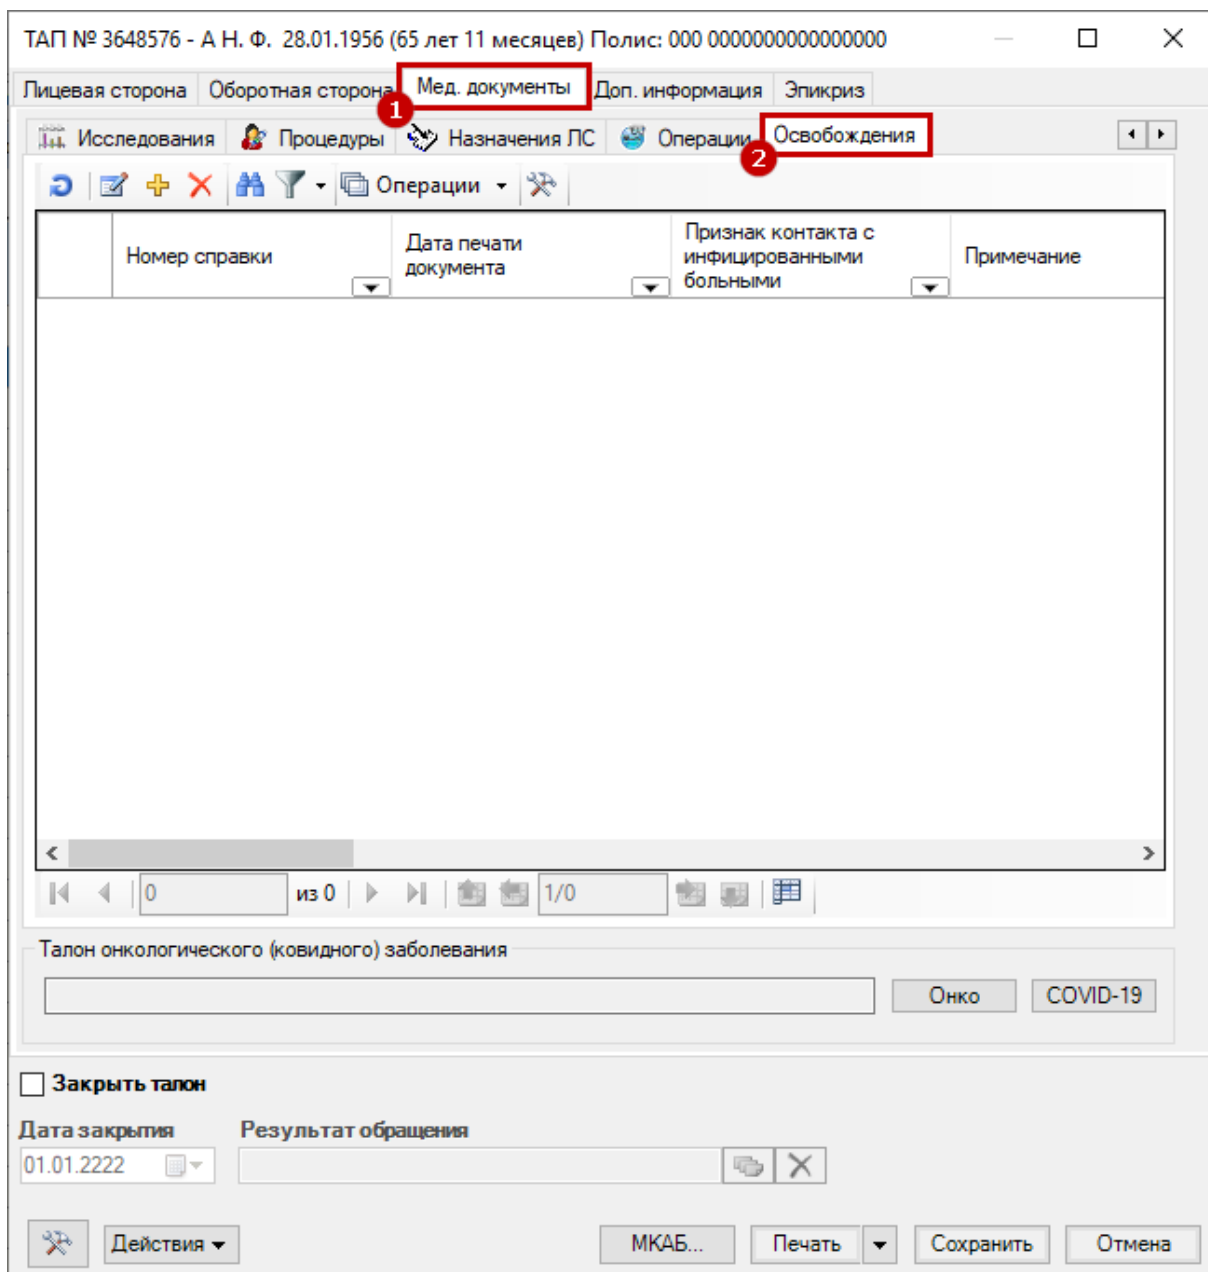 ТАП № 3648576 - А Н. Ф. 28.01.1956 (65 лет 11 месяцев) Полис: 000 0000000000000000
Лицевая сторона Оборотная сторона Мед. документы Доп. информация Эпикриз
1
Исследования Процедуры Назначения ЛС Операции Освобождения
2
Операции
Номер справки
Дата печати
документа
Признак контакта с
инфицированными
больными
Примечание
0 из 0 1/0
Талон онкологического (ковидного) заболевания
Онко COVID-19
Закрыть талон
Дата закрытия Результат обращения
01.01.2222
Действия МКАБ... Печать Сохранить Отмена